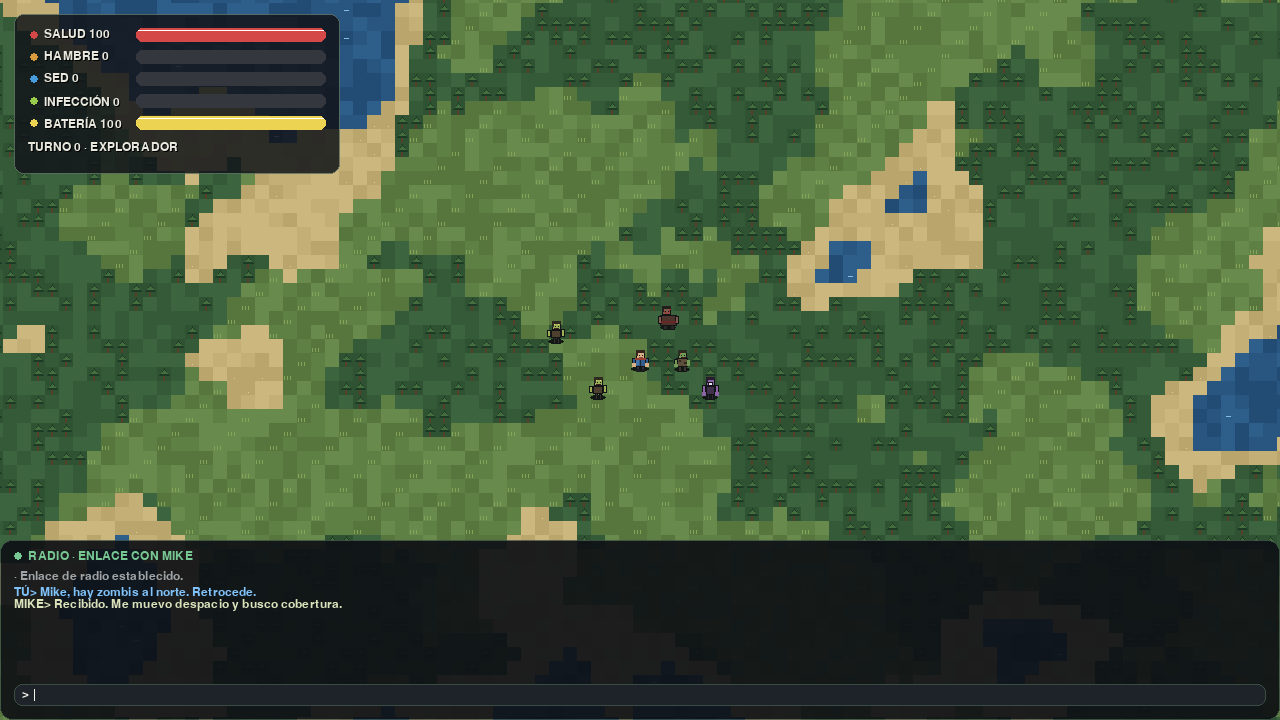 SALUD 100
HAMBRE 0
SED 0
INFECCIÓN 0
BATERÍA 100
TURNO 0 · EXPLORADOR
RADIO · ENLACE CON MIKE
· Enlace de radio establecido.
TÚ> Mike, hay zombis al norte. Retrocede.
MIKE> Recibido. Me muevo despacio y busco cobertura.
>